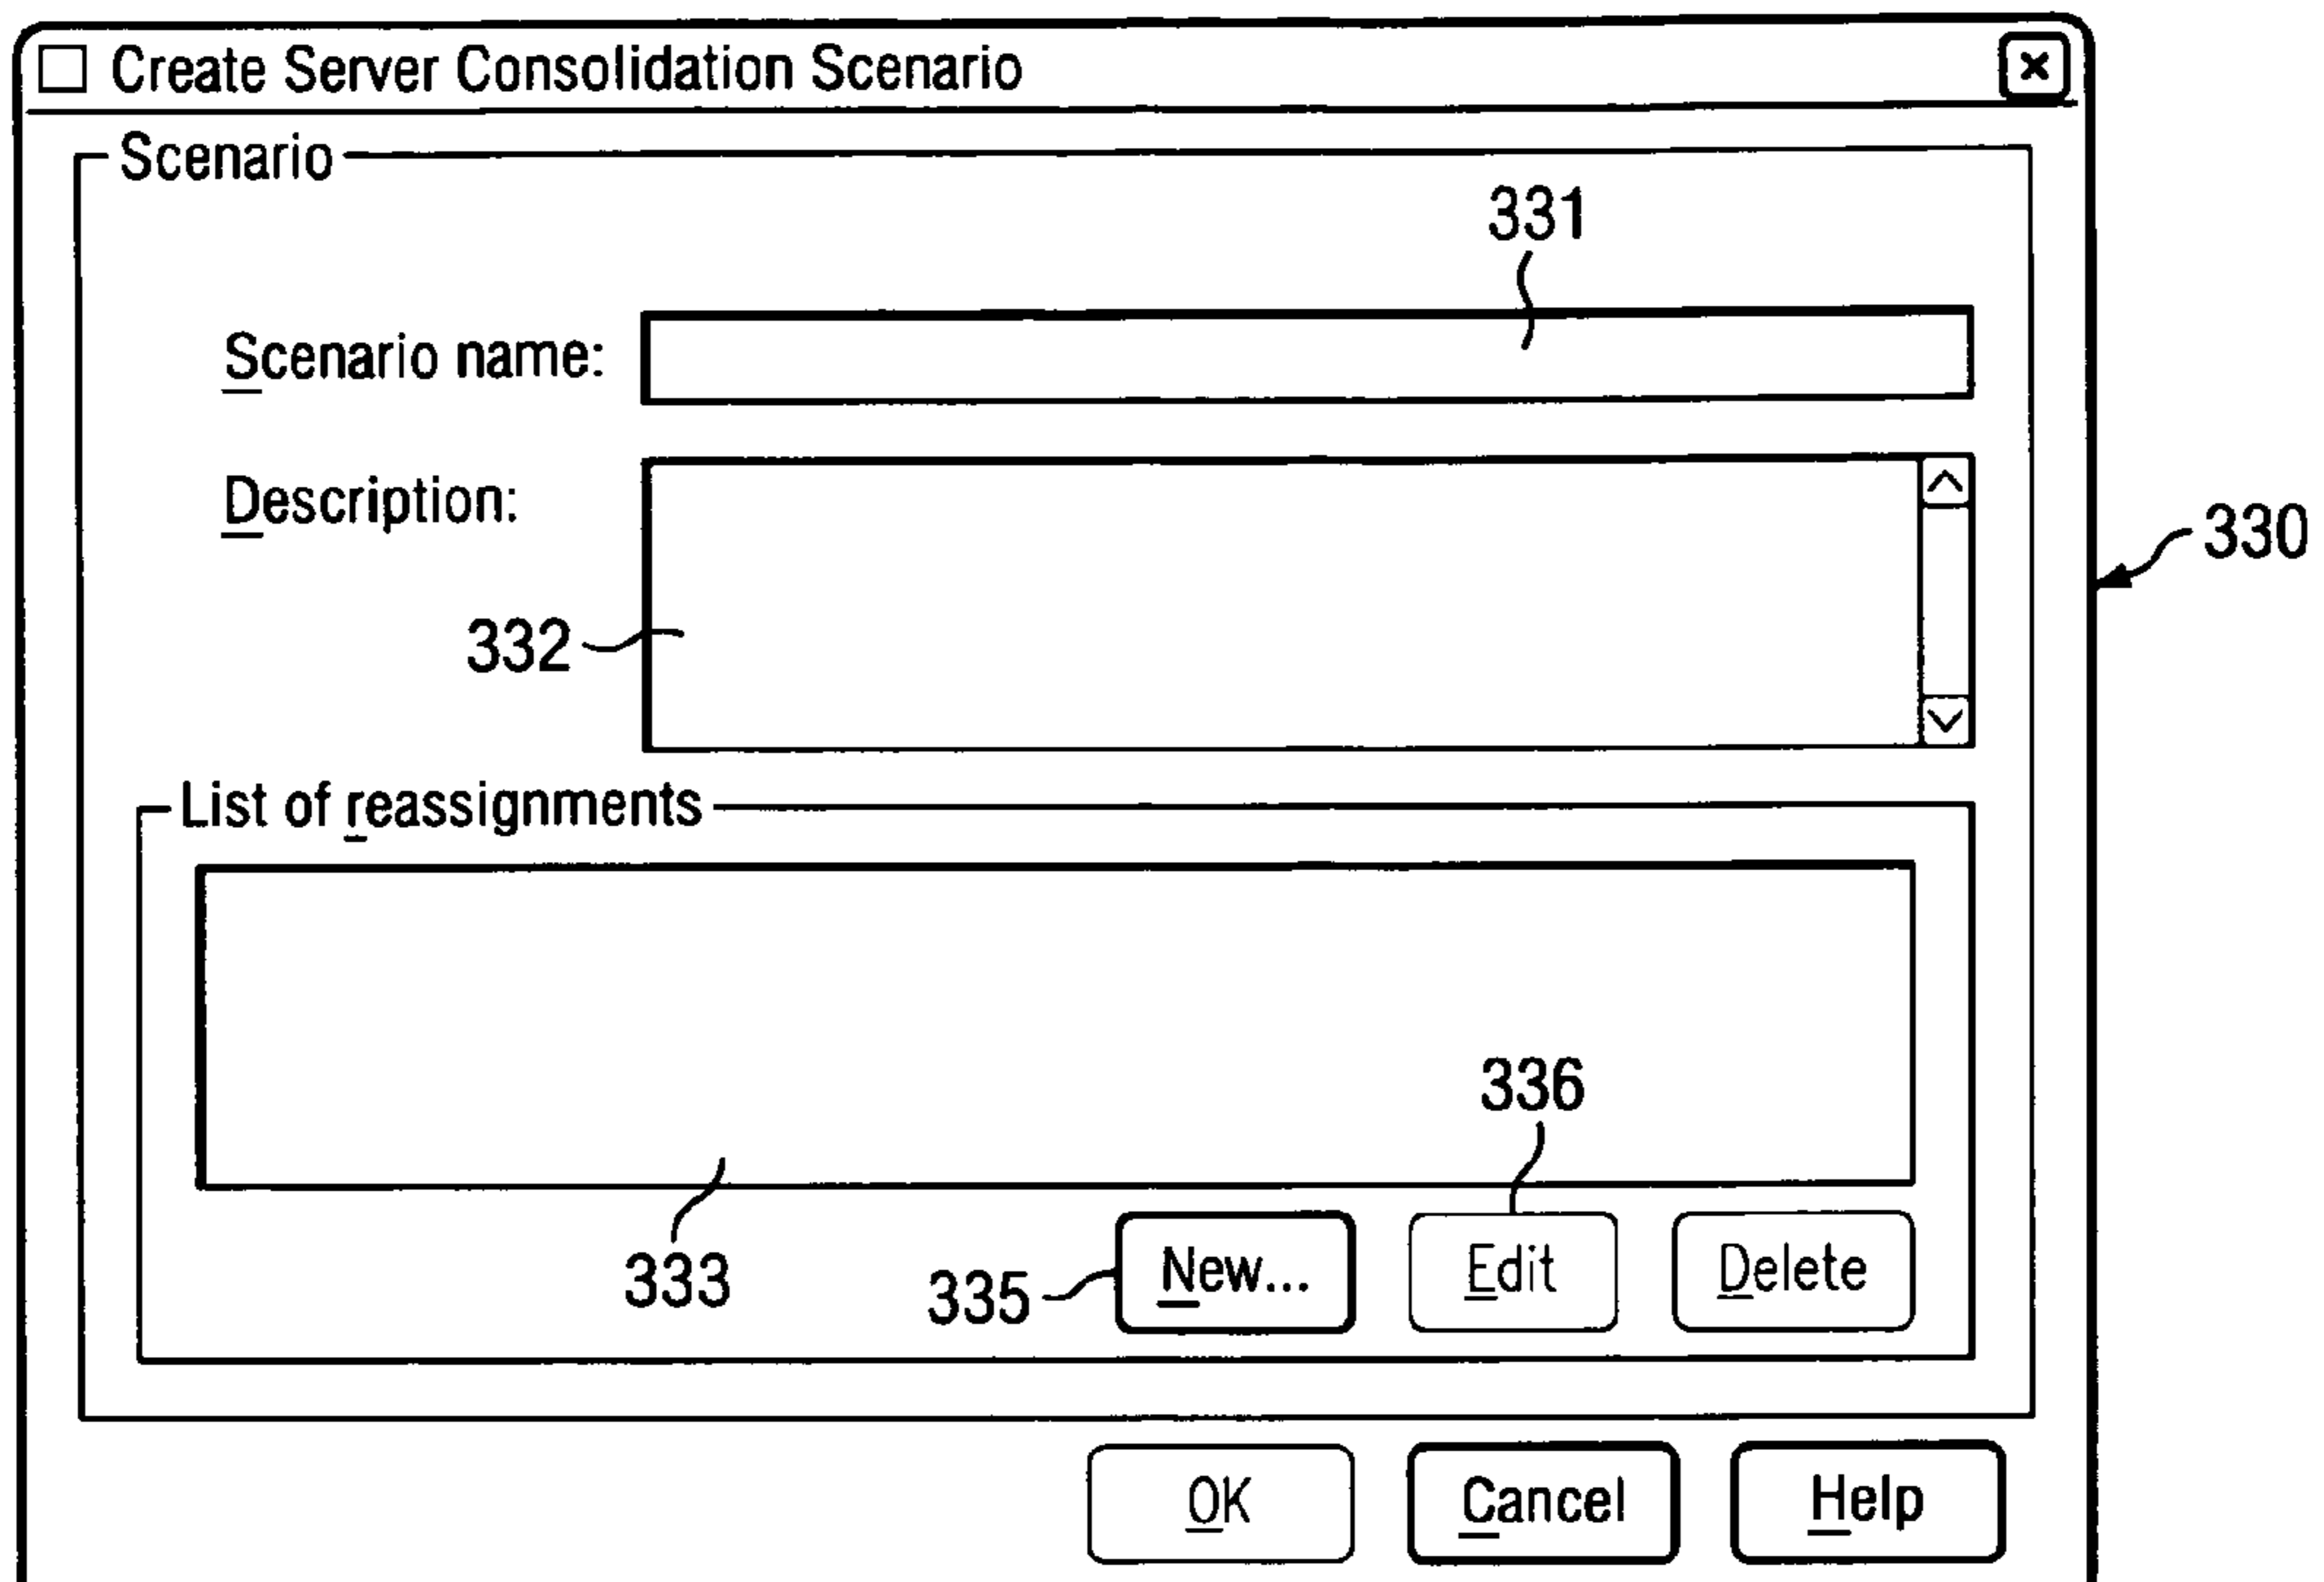 Create Server Consolidation Scenario
Scenario
331
Scenario name:
Description:
330
332
List of reassignments
336
333
335
New...
Edit
Delete
OK
Cancel
Help